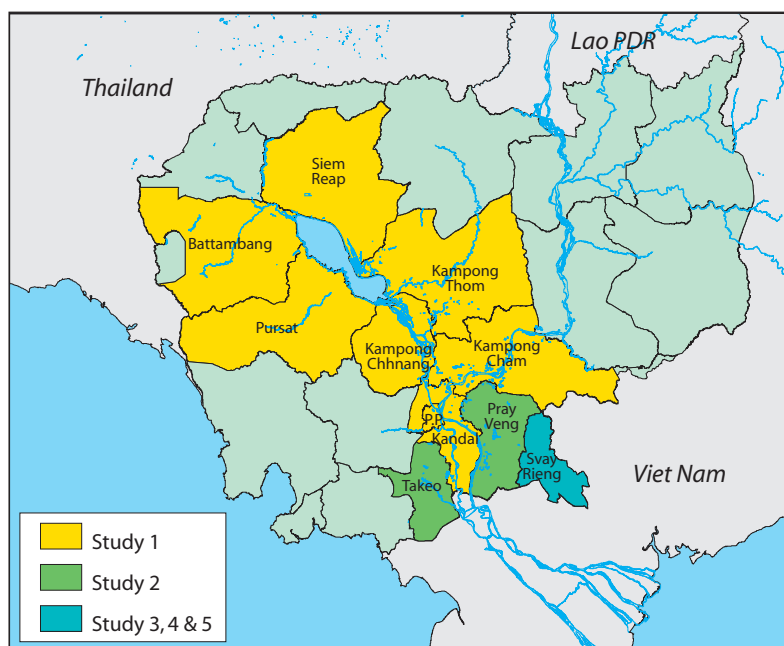 Lao PDR
Thailand
Siem
Reap
Battambang
Kampong
Thom
Pursat
Kampong
Chhnang
Kampong
Cham
P.P
Kandal
Pray
Veng
Svay
Rieng
Takeo
Viet Nam
Study 1
Study 2
Study 3, 4 & 5